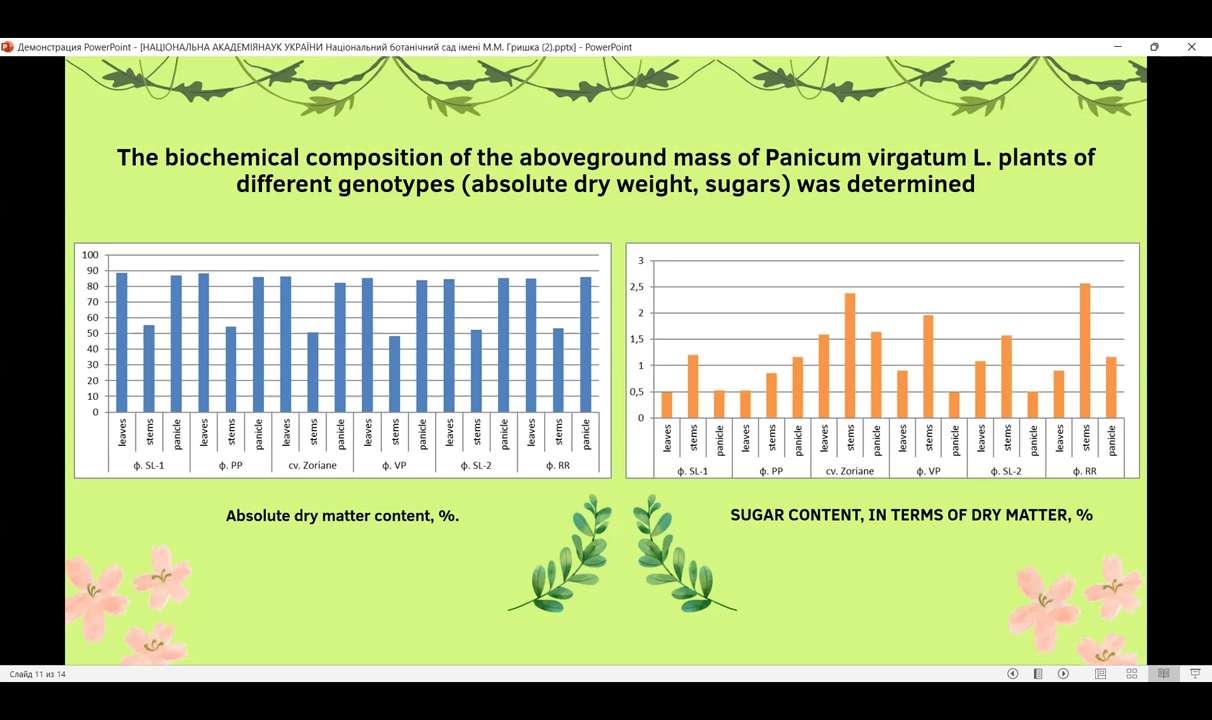 Демонстрация PowerPoint - [НАЦІОНАЛЬНА АКАДЕМІЯНАУК УКРАЇНИ Національний ботанічний сад імені М.М. Гришка (2).pptx] - PowerPoint
The biochemical composition of the aboveground mass of Panicum virgatum L. plants of
different genotypes (absolute dry weight, sugars) was determined
100
90
80
70
60
50
40
30
20
10
0
leaves stems panicle leaves stems panicle leaves stems panicle leaves stems panicle leaves stems panicle leaves stems panicle
ф. SL-1 ф. PP cv. Zoriane ф. VP ф. SL-2 ф. RR
Absolute dry matter content, %.
3
2,5
2
1,5
1
0,5
0
leaves stems panicle leaves stems panicle leaves stems panicle leaves stems panicle leaves stems panicle leaves stems panicle
ф. SL-1 ф. PP cv. Zoriane ф. VP ф. SL-2 ф. RR
SUGAR CONTENT, IN TERMS OF DRY MATTER, %
Слайд 11 из 14